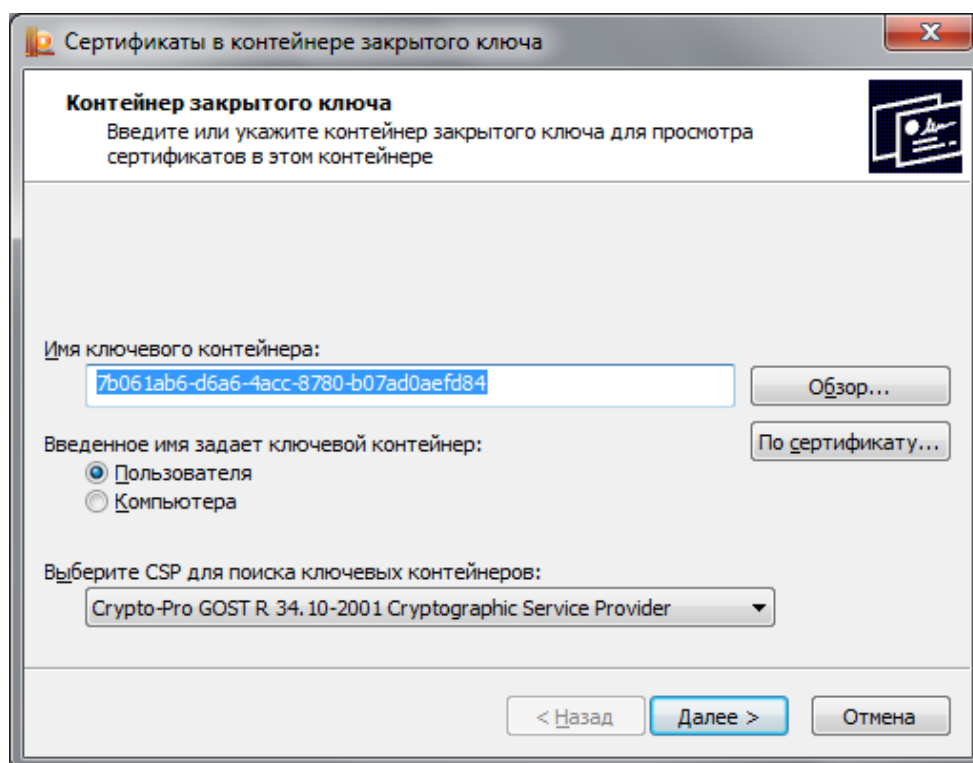 Сертификаты в контейнере закрытого ключа
Контейнер закрытого ключа
Введите или укажите контейнер закрытого ключа для просмотра
сертификатов в этом контейнере
Имя ключевого контейнера:
7b061ab6-d6a6-4acc-8780-b07ad0aefd84
Обзор...
Введенное имя задает ключевой контейнер:
По сертификату...
Пользователя
Компьютера
Выберите CSP для поиска ключевых контейнеров:
Crypto-Pro GOST R 34.10-2001 Cryptographic Service Provider
< Назад
Далее >
Отмена